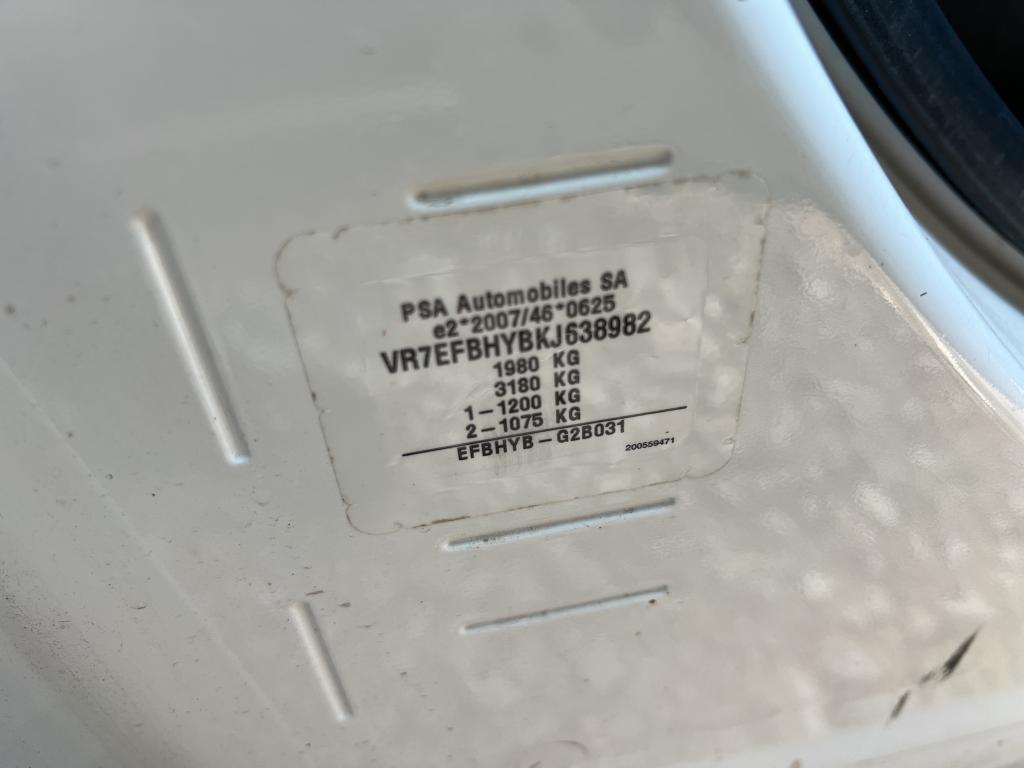 PSA Automobiles SA
e2*2007/46*0625
VR7EFBHYBKJ638982
1980 KG
3180 KG
1-1200 KG
2-1075 KG
EFBHYB-G2B031
200559471